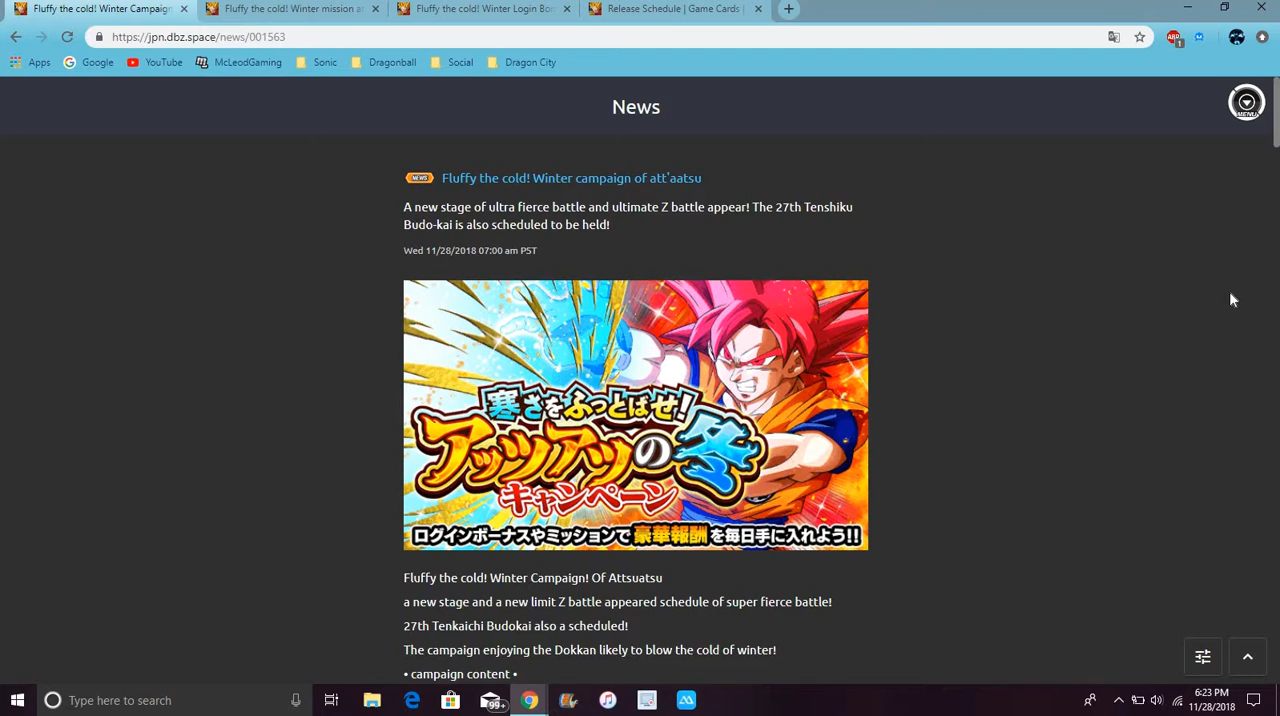 Fluffy the cold! Winter Campaign
Fluffy the cold! Winter mission at
Fluffy the cold! Winter Login Bon
Release Schedule | Game Cards |
https://jpn.dbz.space/news/001563
ABP
1
Apps
Google
YouTube
McLeodGaming
Sonic
Dragonball
Social
Dragon City
News
MENU
NEWS
Fluffy the cold! Winter campaign of att'aatsu
A new stage of ultra fierce battle and ultimate Z battle appear! The 27th Tenshiku
Budo-kai is also scheduled to be held!
Wed 11/28/2018 07:00 am PST
寒さをふっとばせ!
アッツアツの冬
キャンペーン
ログインボーナスやミッションで豪華報酬を毎日手に入れよう!!
Fluffy the cold! Winter Campaign! Of Attsuatsu
a new stage and a new limit Z battle appeared schedule of super fierce battle!
27th Tenkaichi Budokai also a scheduled!
The campaign enjoying the Dokkan likely to blow the cold of winter!
• campaign content •
Type here to search
99+
6:23 PM
11/28/2018